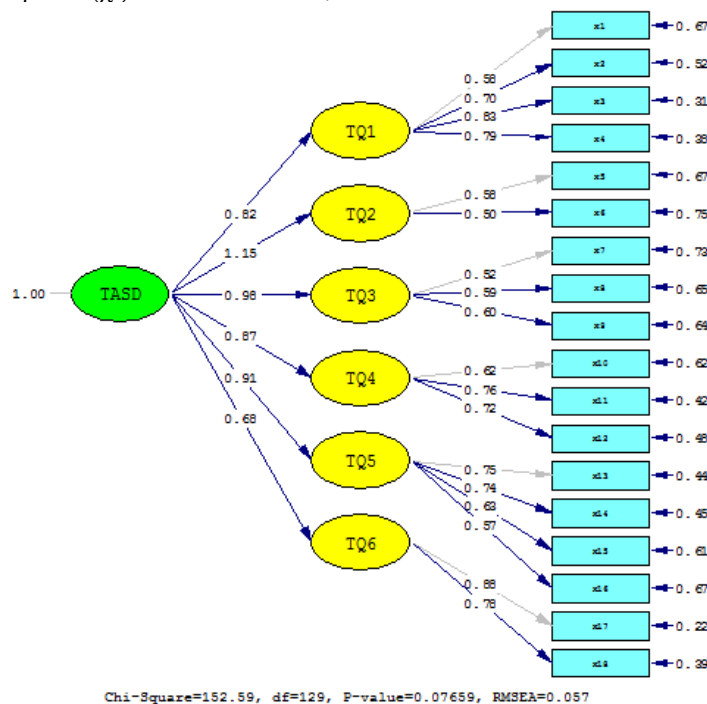 x1 0.67
x2 0.52
0.58
0.70
x3 0.31
0.83
TQ1
0.79
x4 0.38
x5 0.67
0.58
0.82
TQ2
0.50
x6 0.75
1.15
x7 0.73
0.52
1.00
TASD
0.98
TQ3
0.59
x8 0.65
0.60
x9 0.64
0.87
x10 0.62
0.62
0.91
TQ4
0.76
x11 0.42
0.72
0.68
x12 0.48
TQ5
0.75
x13 0.44
0.74
0.63
x14 0.45
0.57
TQ6
x15 0.61
0.88
x16 0.67
0.78
x17 0.22
x18 0.39
Chi-Square=152.59, df=129, P-value=0.07659, RMSEA=0.057